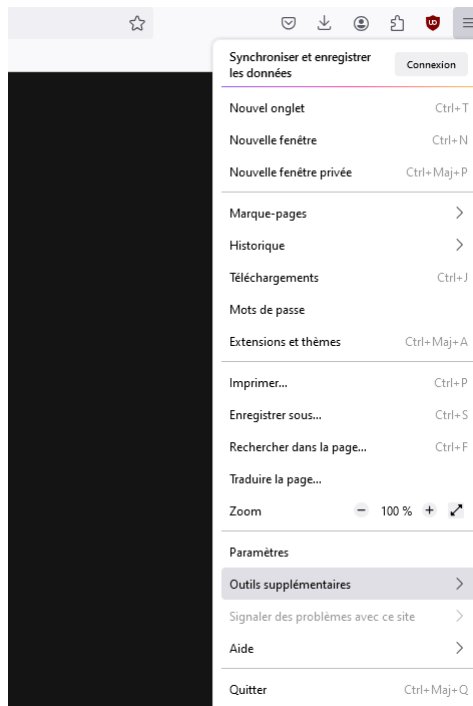 Synchroniser et enregistrer
les données
Connexion
Nouvel onglet Ctrl+T
Nouvelle fenêtre Ctrl+N
Nouvelle fenêtre privée Ctrl+Maj+P
Marque-pages
Historique
Téléchargements Ctrl+J
Mots de passe
Extensions et thèmes Ctrl+Maj+A
Imprimer... Ctrl+P
Enregistrer sous... Ctrl+S
Rechercher dans la page... Ctrl+F
Traduire la page...
Zoom − 100 % +
Paramètres
Outils supplémentaires
Signaler des problèmes avec ce site
Aide
Quitter Ctrl+Maj+Q